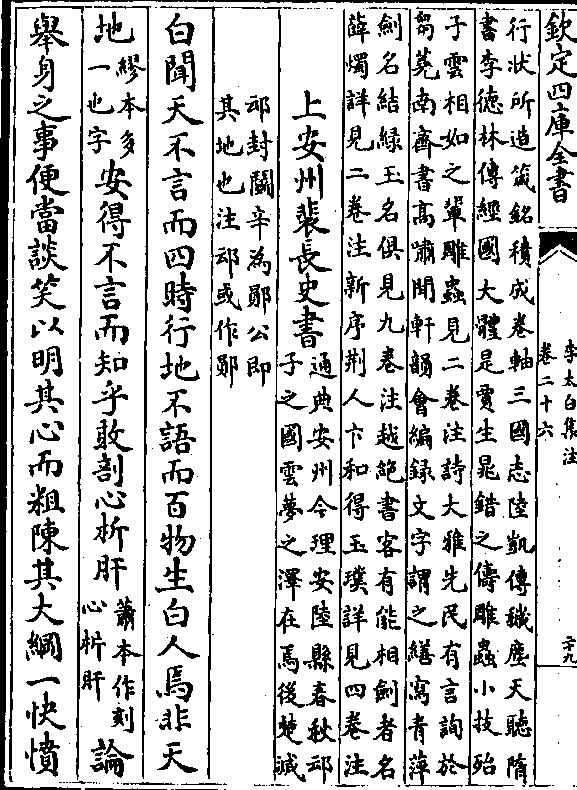 欽定四庫全書
李太白集注
卷二十六
二十九
行狀所造箴銘積成卷軸三國志陸凱傳穢塵天聽隋
書李德林傳經國大體是賈生晁錯之儔雕蟲小技殆
子雲相如之輩雕蟲見二卷注詩大雅先民有言詢於
芻蕘南齊書高嘯聞軒韻會編録文字謂之繕寫青萍
劍名結緑玉名俱見九卷注越絶書客有能相劍者名
薛燭詳見二卷注新序荆人卞和得玉璞詳見四卷注
上安州裴長史書
通典安州今理安陸縣春秋䢵
子之國雲夢之澤在焉後楚滅
䢵封鬬辛為鄖公即
其地也注䢵或作鄖
白聞天不言而四時行地不語而百物生白人焉非天
地
繆本多
一也字
安得不言而知乎敢剖心析肝
蕭本作刻
心析肝
論
舉身之事便當談笑以明其心而粗陳其大綱一快憤